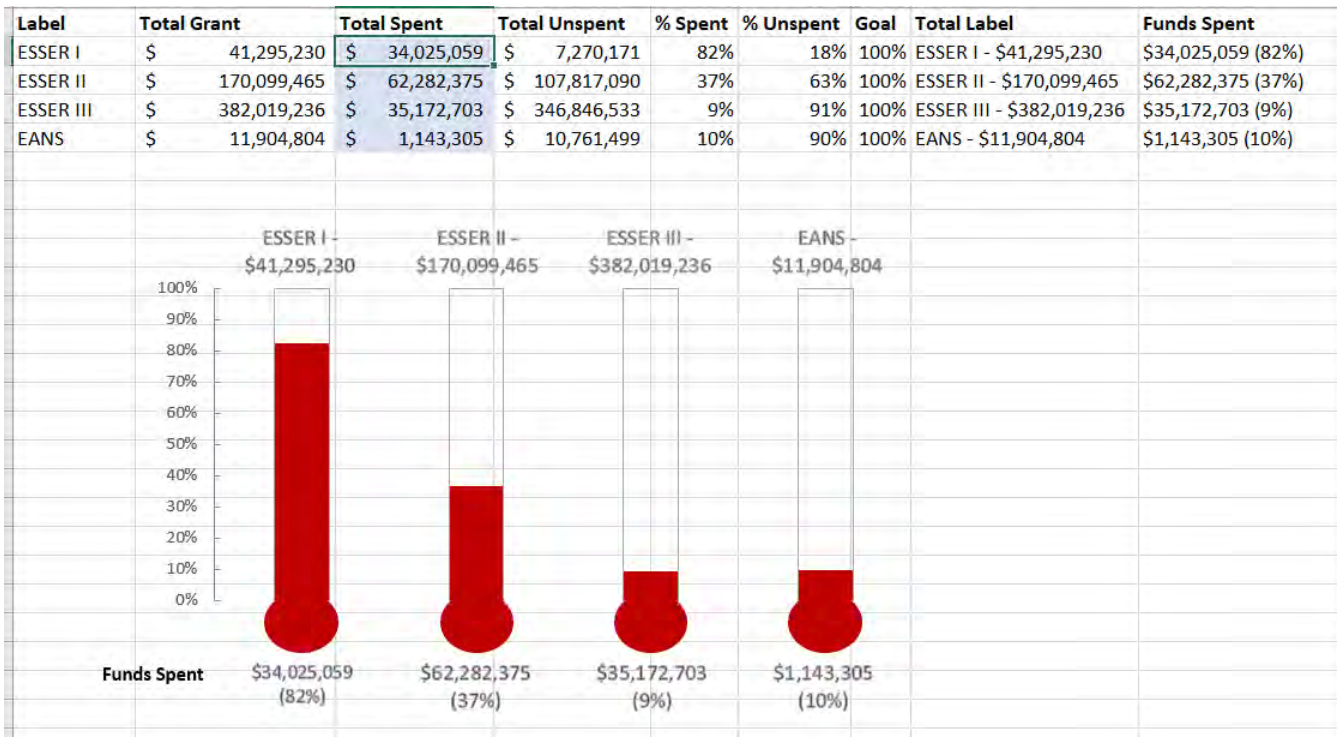 Label Total Grant Total Spent Total Unspent % Spent % Unspent Goal Total Label Funds Spent
ESSER I $ 41,295,230 $ 34,025,059 $ 7,270,171 82% 18% 100% ESSER I - $41,295,230 $34,025,059 (82%)
ESSER II $ 170,099,465 $ 62,282,375 $ 107,817,090 37% 63% 100% ESSER II - $170,099,465 $62,282,375 (37%)
ESSER III $ 382,019,236 $ 35,172,703 $ 346,846,533 9% 91% 100% ESSER III - $382,019,236 $35,172,703 (9%)
EANS $ 11,904,804 $ 1,143,305 $ 10,761,499 10% 90% 100% EANS - $11,904,804 $1,143,305 (10%)
ESSER I - ESSER II - ESSER III - EANS -
$41,295,230 $170,099,465 $382,019,236 $11,904,804
100%
90%
80%
70%
60%
50%
40%
30%
20%
10%
0%
Funds Spent $34,025,059 $62,282,375 $35,172,703 $1,143,305
(82%) (37%) (9%) (10%)